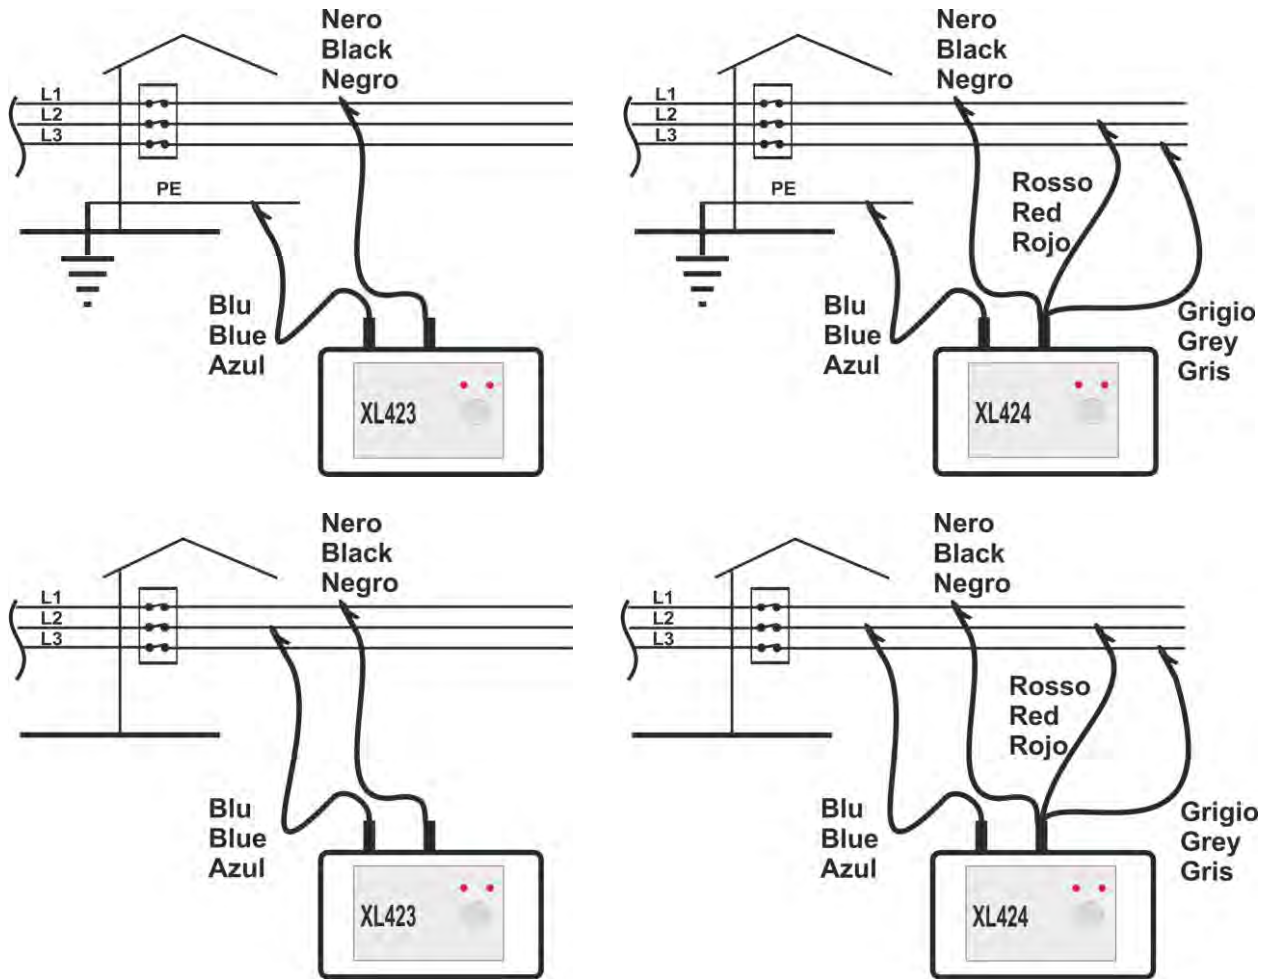 Nero
Black
Negro
L1
L2
L3
PE
Blu
Blue
Azul
XL423
Nero
Black
Negro
L1
L2
L3
PE
Rosso
Red
Rojo
Blu
Blue
Azul
Grigio
Grey
Gris
XL424
Nero
Black
Negro
L1
L2
L3
Blu
Blue
Azul
XL423
Nero
Black
Negro
L1
L2
L3
Rosso
Red
Rojo
Blu
Blue
Azul
Grigio
Grey
Gris
XL424